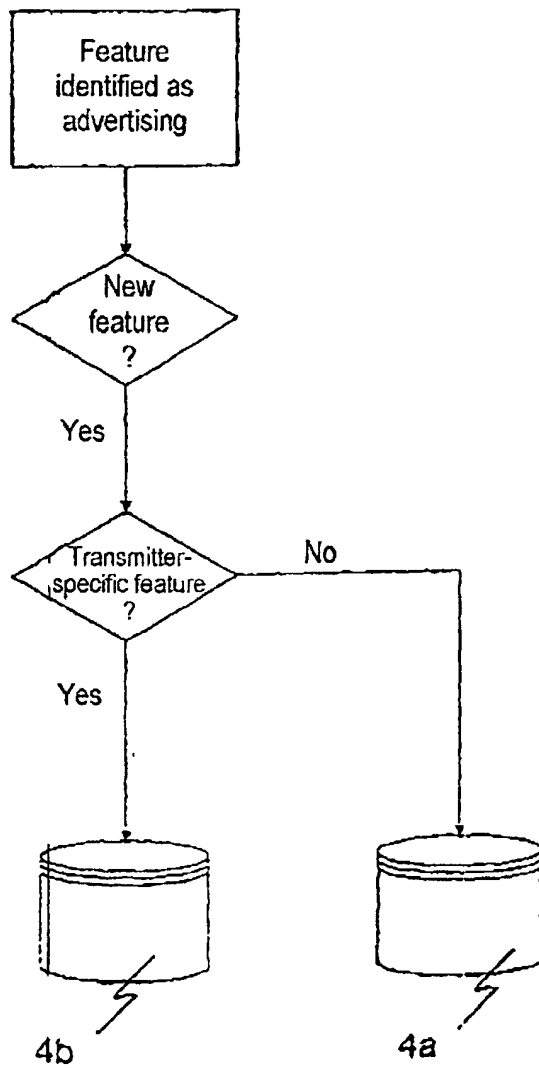 Feature
identified as
advertising
New
feature
?
Yes
Transmitter-
specific feature
?
No
Yes
4b
4a